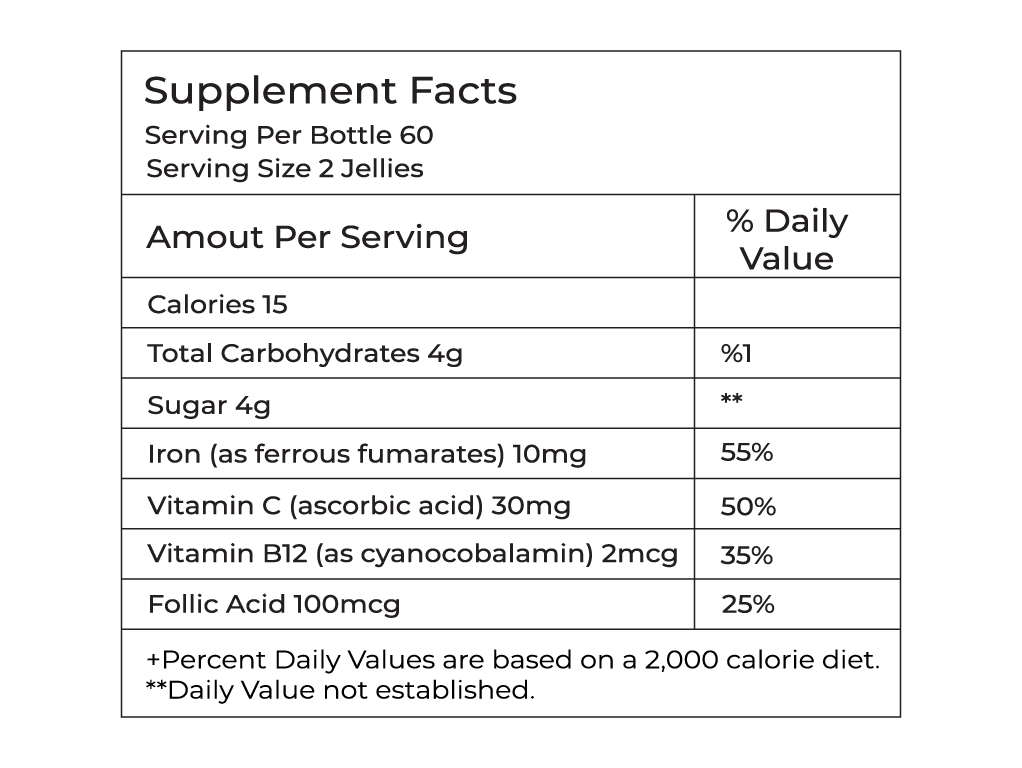 Supplement Facts
Serving Per Bottle 60
Serving Size 2 Jellies
Amout Per Serving
% Daily
Value
Calories 15
Total Carbohydrates 4g %1
Sugar 4g **
Iron (as ferrous fumarates) 10mg 55%
Vitamin C (ascorbic acid) 30mg 50%
Vitamin B12 (as cyanocobalamin) 2mcg 35%
Follic Acid 100mcg 25%
+Percent Daily Values are based on a 2,000 calorie diet.
**Daily Value not established.